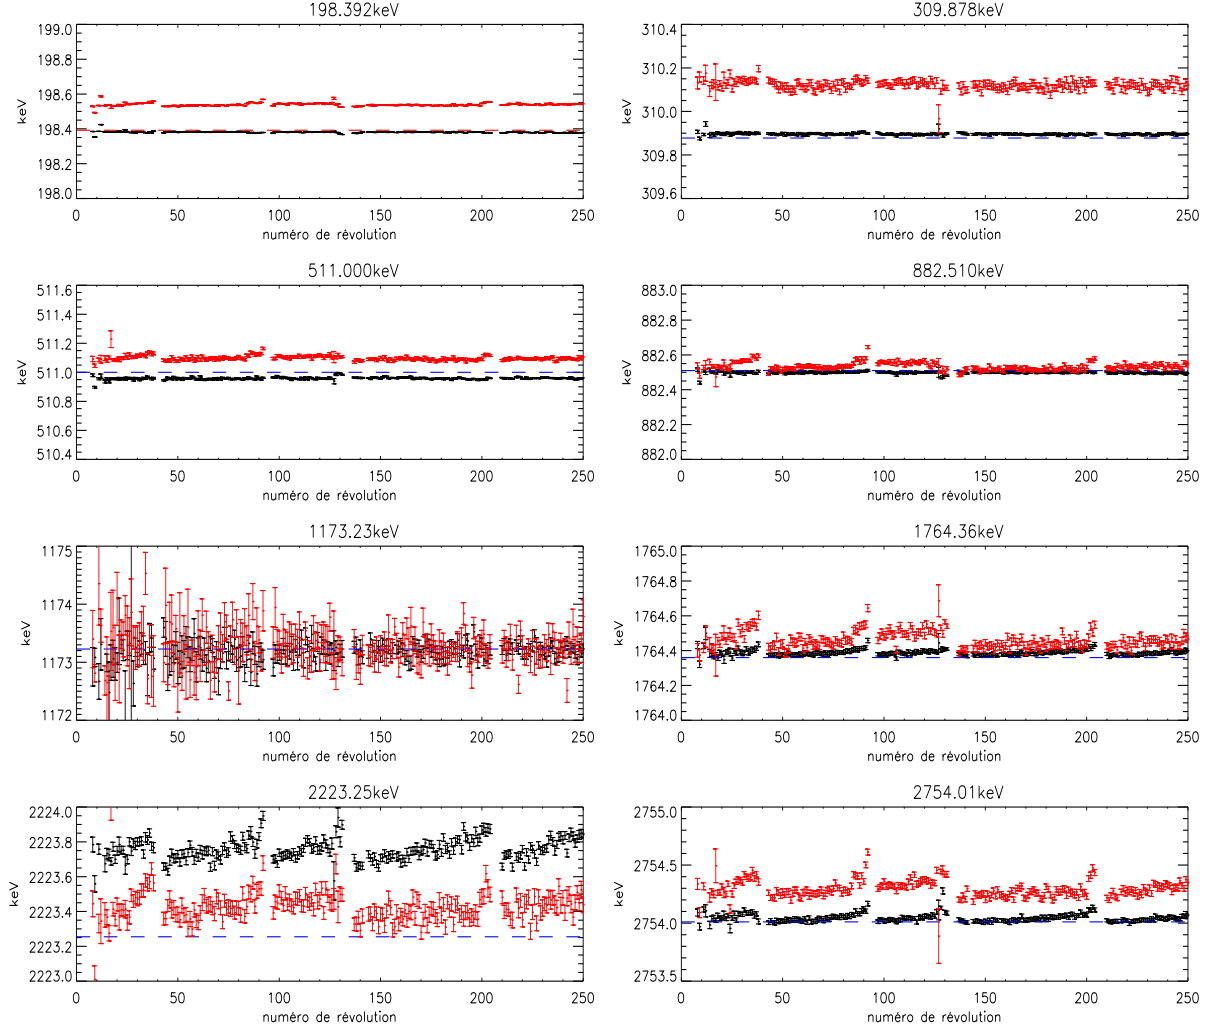 198.392keV
199.0
198.8
198.6
198.4
198.2
198.0
keV
0 50 100 150 200 250
numéro de révolution
309.878keV
310.4
310.2
310.0
309.8
309.6
keV
0 50 100 150 200 250
numéro de révolution
511.000keV
511.6
511.4
511.2
511.0
510.8
510.6
510.4
keV
0 50 100 150 200 250
numéro de révolution
882.510keV
883.0
882.8
882.6
882.4
882.2
882.0
keV
0 50 100 150 200 250
numéro de révolution
1173.23keV
1175
1174
1173
1172
keV
0 50 100 150 200 250
numéro de révolution
1764.36keV
1765.0
1764.8
1764.6
1764.4
1764.2
1764.0
keV
0 50 100 150 200 250
numéro de révolution
2223.25keV
2224.0
2223.8
2223.6
2223.4
2223.2
2223.0
keV
0 50 100 150 200 250
numéro de révolution
2754.01keV
2755.0
2754.5
2754.0
2753.5
keV
0 50 100 150 200 250
numéro de révolution